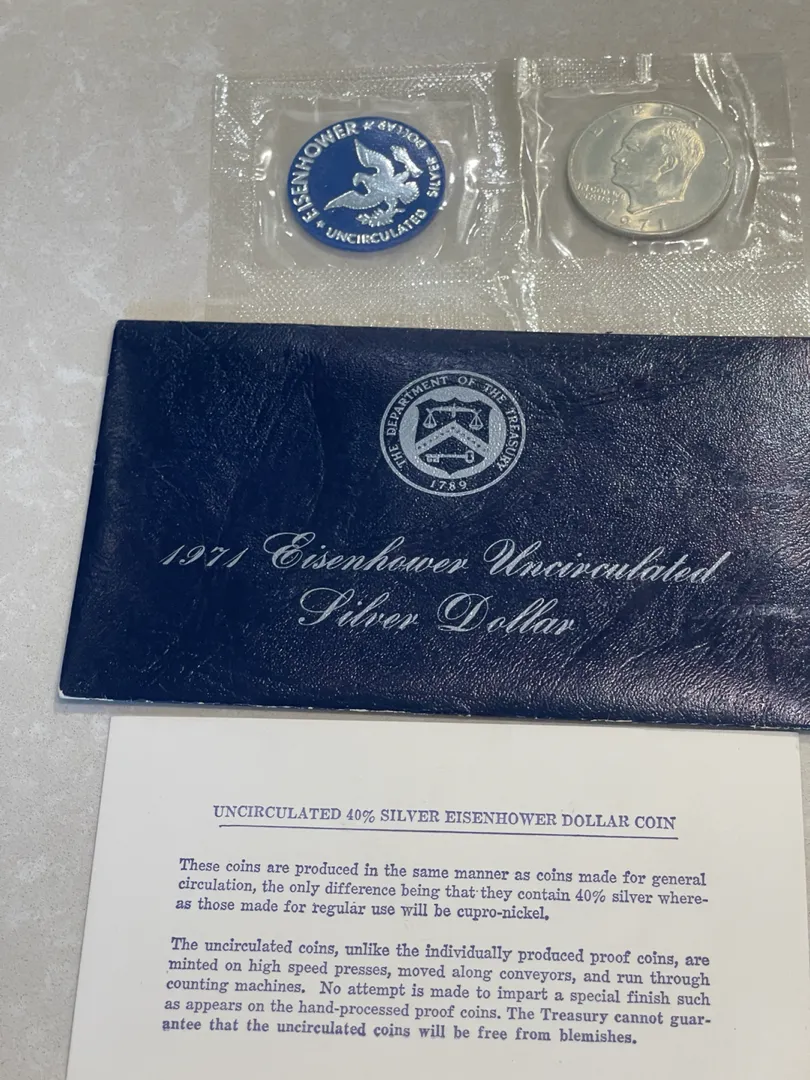 EISENHOWER SILVER DOLLAR
UNCIRCULATED
LIBERTY
IN GOD WE
TRUST
1971
THE DEPARTMENT OF THE TREASURY
1789
1971 Eisenhower Uncirculated
Silver Dollar
UNCIRCULATED 40% SILVER EISENHOWER DOLLAR COIN
These coins are produced in the same manner as coins made for general
circulation, the only difference being that they contain 40% silver where-
as those made for regular use will be cupro-nickel.
The uncirculated coins, unlike the individually produced proof coins, are
minted on high speed presses, moved along conveyors, and run through
counting machines. No attempt is made to impart a special finish such
as appears on the hand-processed proof coins. The Treasury cannot guar-
antee that the uncirculated coins will be free from blemishes.